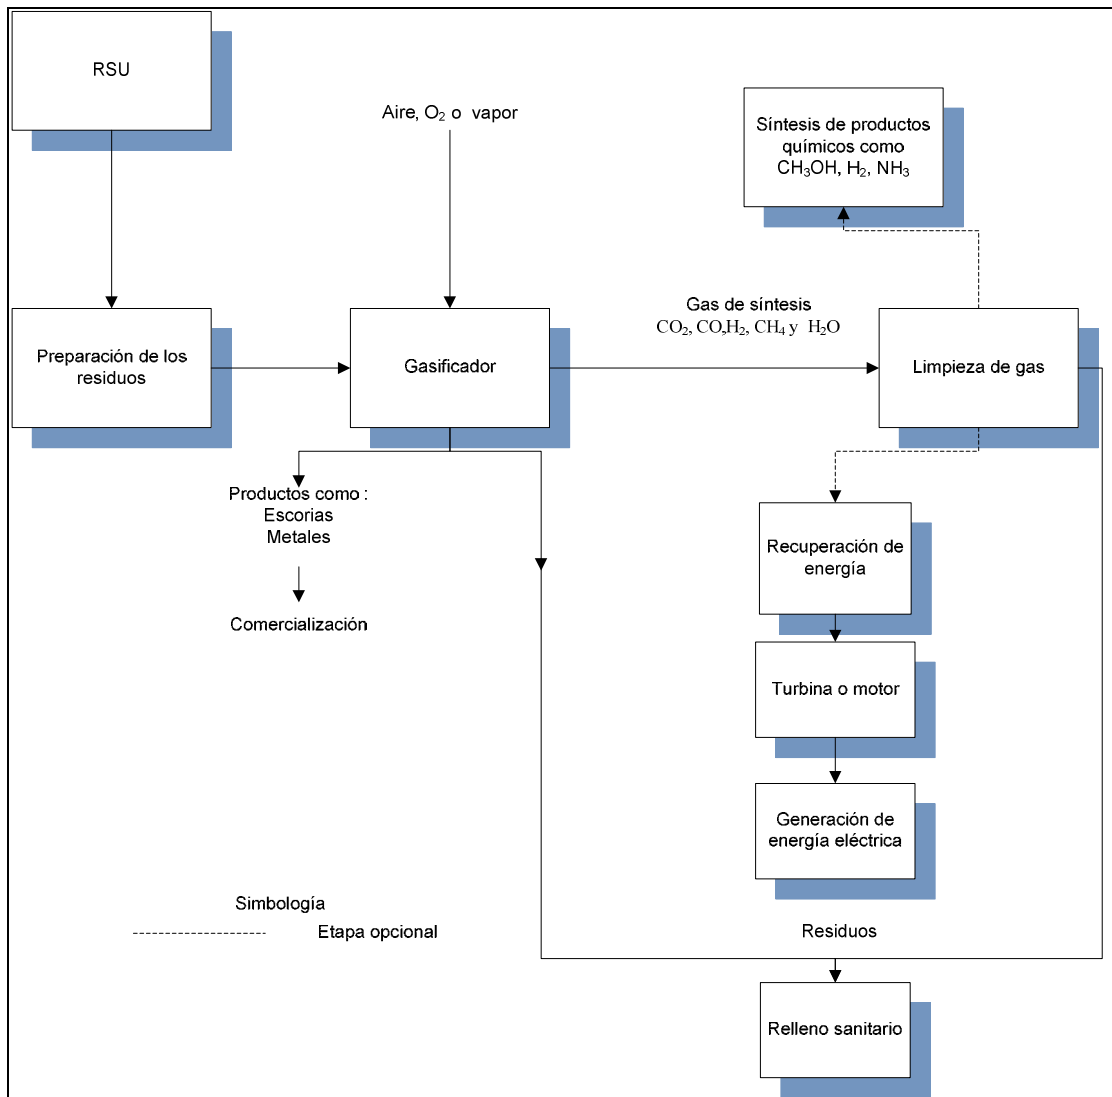 RSU
Aire, O₂ o vapor
Síntesis de productos
químicos como
CH₃OH, H₂, NH₃
Preparación de los
residuos
Gasificador
Gas de síntesis
CO₂, CO,H₂, CH₄ y H₂O
Limpieza de gas
Productos como :
Escorias
Metales
Comercialización
Recuperación de
energía
Turbina o motor
Generación de
energía eléctrica
Simbología
Etapa opcional
Residuos
Relleno sanitario